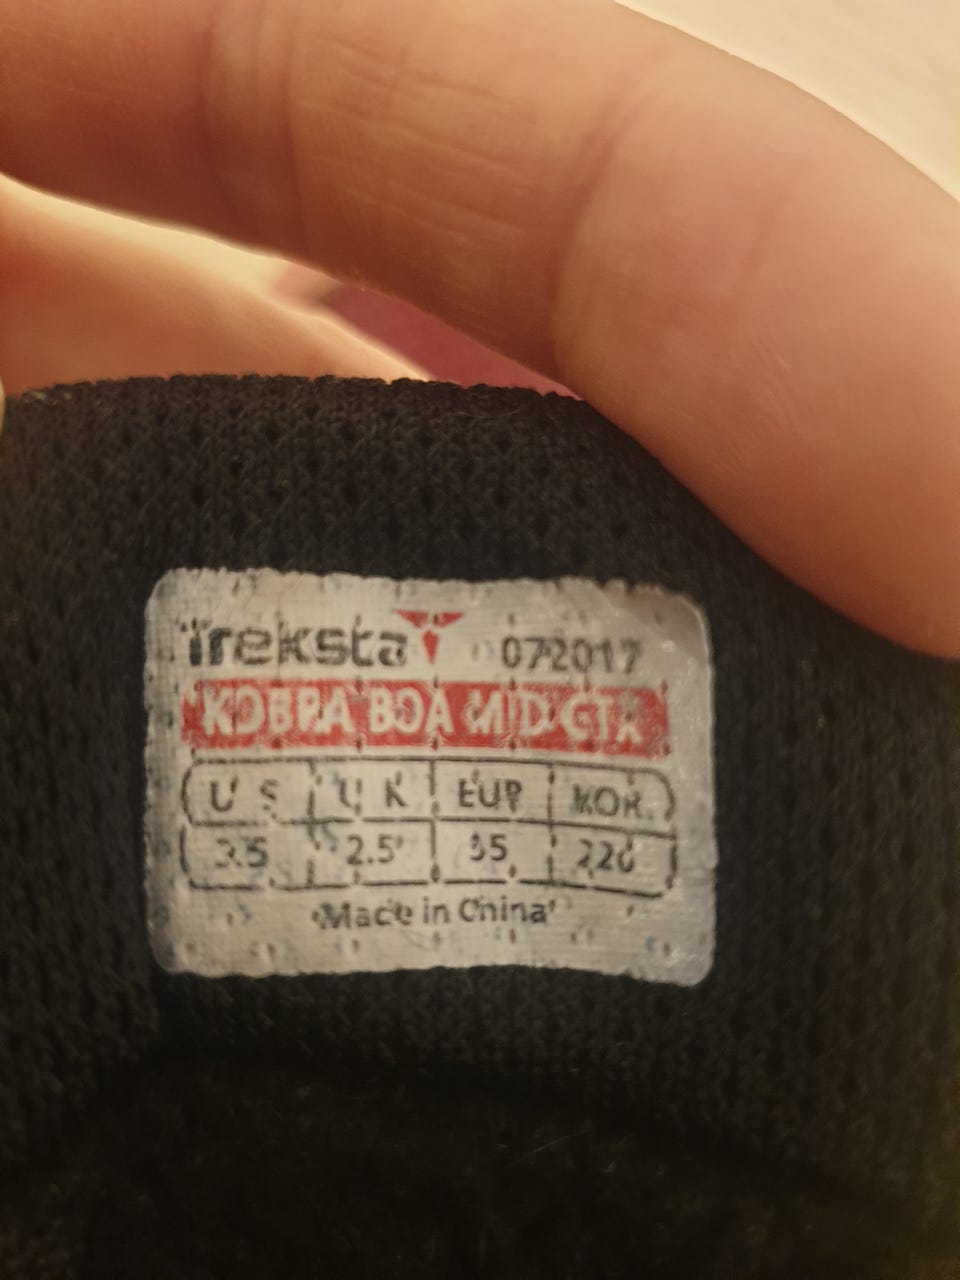 Treksta 072017
KOBRA BOA MID GTX
US UK EUR KOR
3.5 2.5 35 220
Made in China